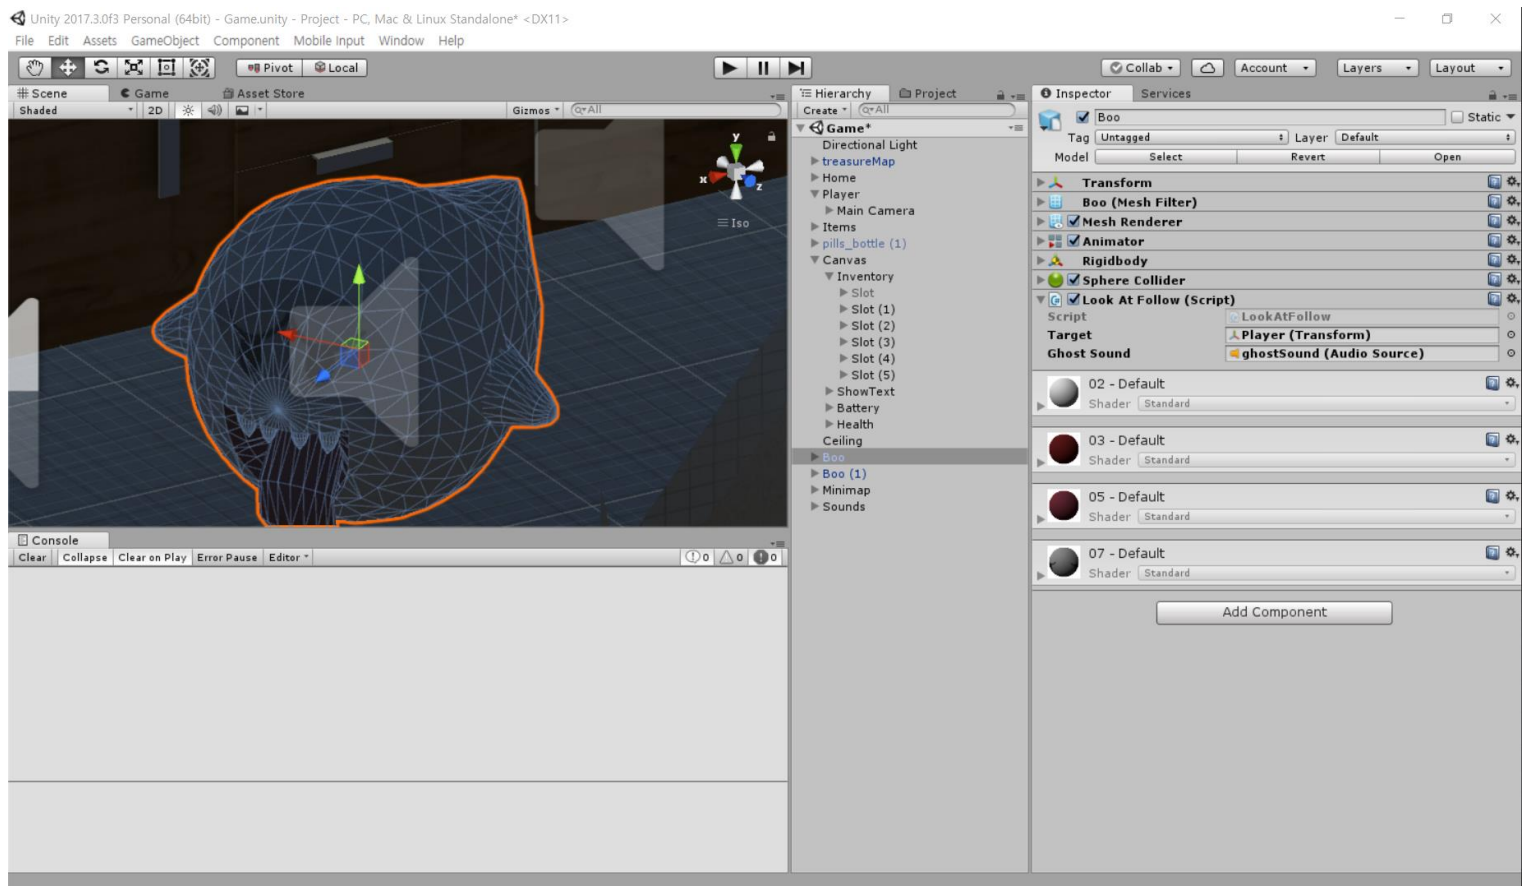 Unity 2017.3.0f3 Personal (64bit) - Game.unity - Project - PC, Mac & Linux Standalone* <DX11>
File Edit Assets GameObject Component Mobile Input Window Help
Pivot Local Collab Account Layers Layout
Scene Game Asset Store
Shaded 2D Gizmos All
y
x
z
Iso
Console
Clear Collapse Clear on Play Error Pause Editor 0 0 0
Hierarchy Project
Create All
Game*
Directional Light
treasureMap
Home
Player
Main Camera
Items
pills_bottle (1)
Canvas
Inventory
Slot
Slot (1)
Slot (2)
Slot (3)
Slot (4)
Slot (5)
ShowText
Battery
Health
Ceiling
Boo
Boo (1)
Minimap
Sounds
Inspector Services
Boo Static
Tag Untagged Layer Default
Model Select Revert Open
Transform
Boo (Mesh Filter)
Mesh Renderer
Animator
Rigidbody
Sphere Collider
Look At Follow (Script)
Script LookAtFollow
Target Player (Transform)
Ghost Sound ghostSound (Audio Source)
02 - Default
Shader Standard
03 - Default
Shader Standard
05 - Default
Shader Standard
07 - Default
Shader Standard
Add Component